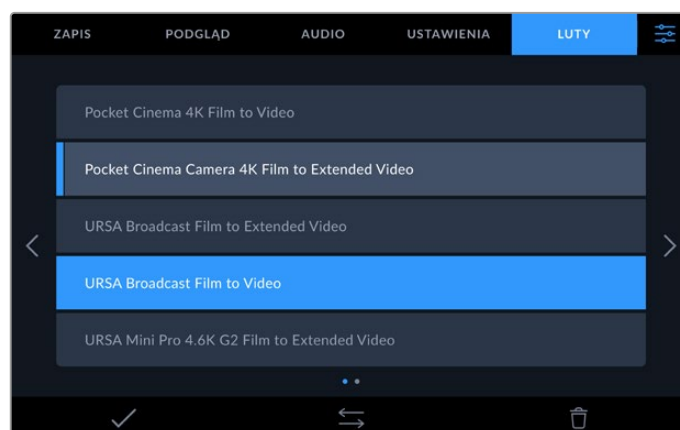 ZAPIS PODGLĄD AUDIO USTAWIENIA LUTY
Pocket Cinema 4K Film to Video
Pocket Cinema Camera 4K Film to Extended Video
URSA Broadcast Film to Extended Video
URSA Broadcast Film to Video
URSA Mini Pro 4.6K G2 Film to Extended Video